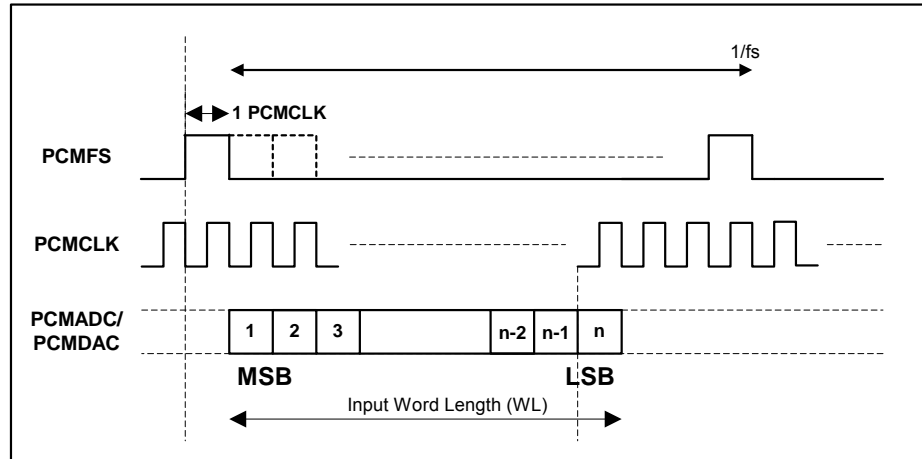 1/fs
1 PCMCLK
PCMFS
PCMCLK
PCMADC/
PCMDAC
1 2 3 n-2 n-1 n
MSB LSB
Input Word Length (WL)